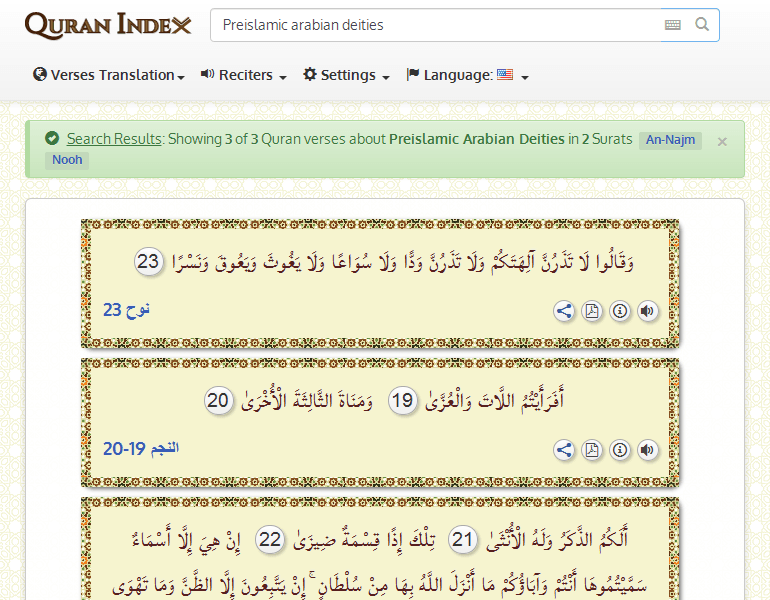 QURAN INDEX
Preislamic arabian deities
Verses Translation Reciters Settings Language:
Search Results: Showing 3 of 3 Quran verses about Preislamic Arabian Deities in 2 Surats An-Najm ×
Nooh
وَقَالُوا لَا تَذَرُنَّ آلِهَتَكُمْ وَلَا تَذَرُنَّ وَدًّا وَلَا سُوَاعًا وَلَا يَغُوثَ وَيَعُوقَ وَنَسْرًا 23
نوح 23
أَفَرَأَيْتُمُ اللَّاتَ وَالْعُزَّىٰ 19 وَمَنَاةَ الثَّالِثَةَ الْأُخْرَىٰ 20
النجم 19-20
أَلَكُمُ الذَّكَرُ وَلَهُ الْأُنْثَىٰ 21 تِلْكَ إِذًا قِسْمَةٌ ضِيزَىٰ 22 إِنْ هِيَ إِلَّا أَسْمَاءٌ
سَمَّيْتُمُوهَا أَنْتُمْ وَآبَاؤُكُمْ مَا أَنْزَلَ اللَّهُ بِهَا مِنْ سُلْطَانٍ ۚ إِنْ يَتَّبِعُونَ إِلَّا الظَّنَّ وَمَا تَهْوَى